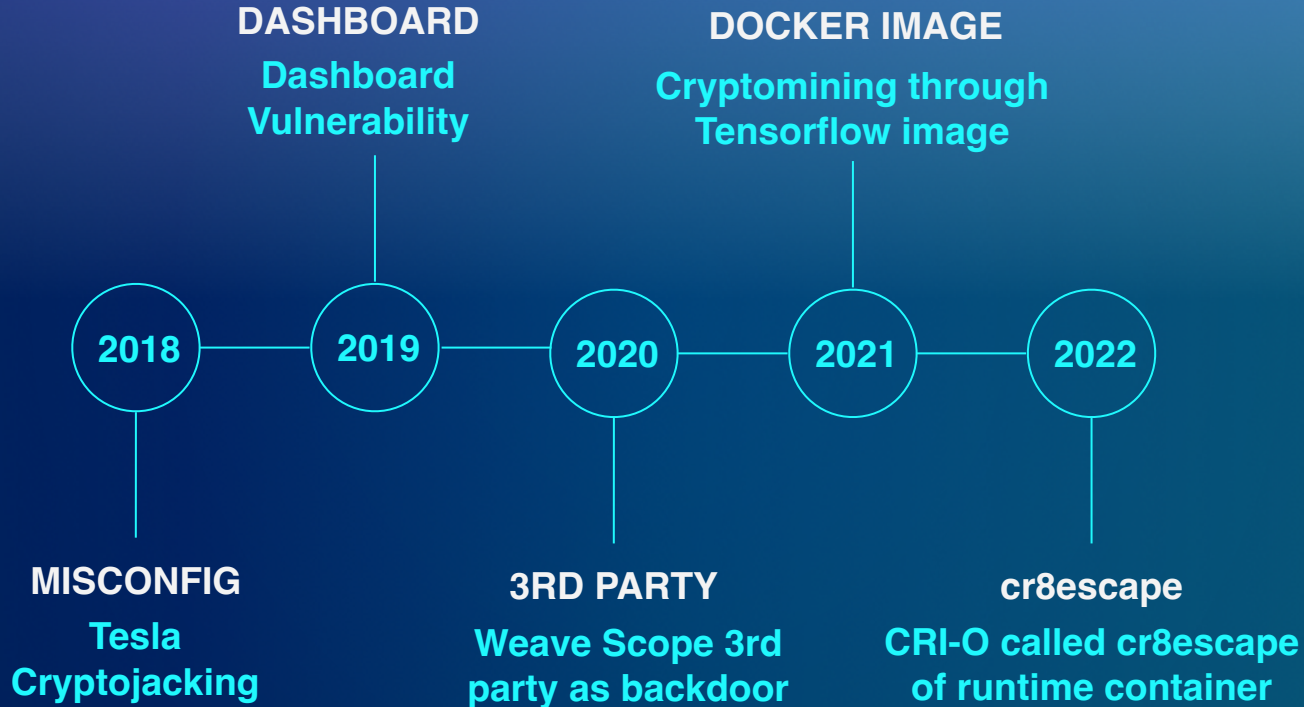 DASHBOARD
Dashboard
Vulnerability
DOCKER IMAGE
Cryptomining through
Tensorflow image
2018
2019
2020
2021
2022
MISCONFIG
Tesla
Cryptojacking
3RD PARTY
Weave Scope 3rd
party as backdoor
cr8escape
CRI-O called cr8escape
of runtime container